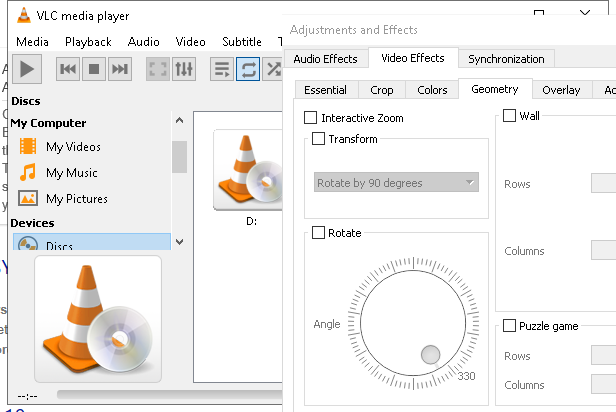 VLC media player
Media Playback Audio Video Subtitle T
Discs
My Computer
My Videos
My Music
My Pictures
Devices
Discs
D:
--:--
Adjustments and Effects
Audio Effects Video Effects Synchronization
Essential Crop Colors Geometry Overlay
Interactive Zoom
Transform
Rotate by 90 degrees
Rotate
Angle
330
Wall
Rows
Columns
Puzzle game
Rows
Columns